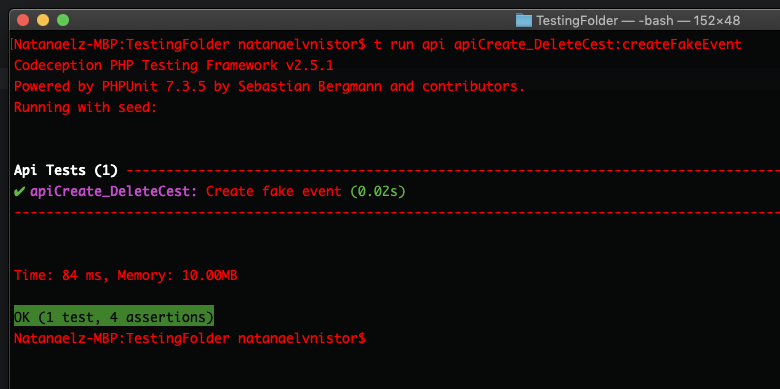 TestingFolder — -bash — 152×48
[Natanaelz-MBP:TestingFolder natanaelvnistor$ t run api apiCreate_DeleteCest:createFakeEvent
Codeception PHP Testing Framework v2.5.1
Powered by PHPUnit 7.3.5 by Sebastian Bergmann and contributors.
Running with seed:
Api Tests (1) ------------------------------------------------------------------------------------
✔ apiCreate_DeleteCest: Create fake event (0.02s)
--------------------------------------------------------------------------------------------------
Time: 84 ms, Memory: 10.00MB
OK (1 test, 4 assertions)
Natanaelz-MBP:TestingFolder natanaelvnistor$